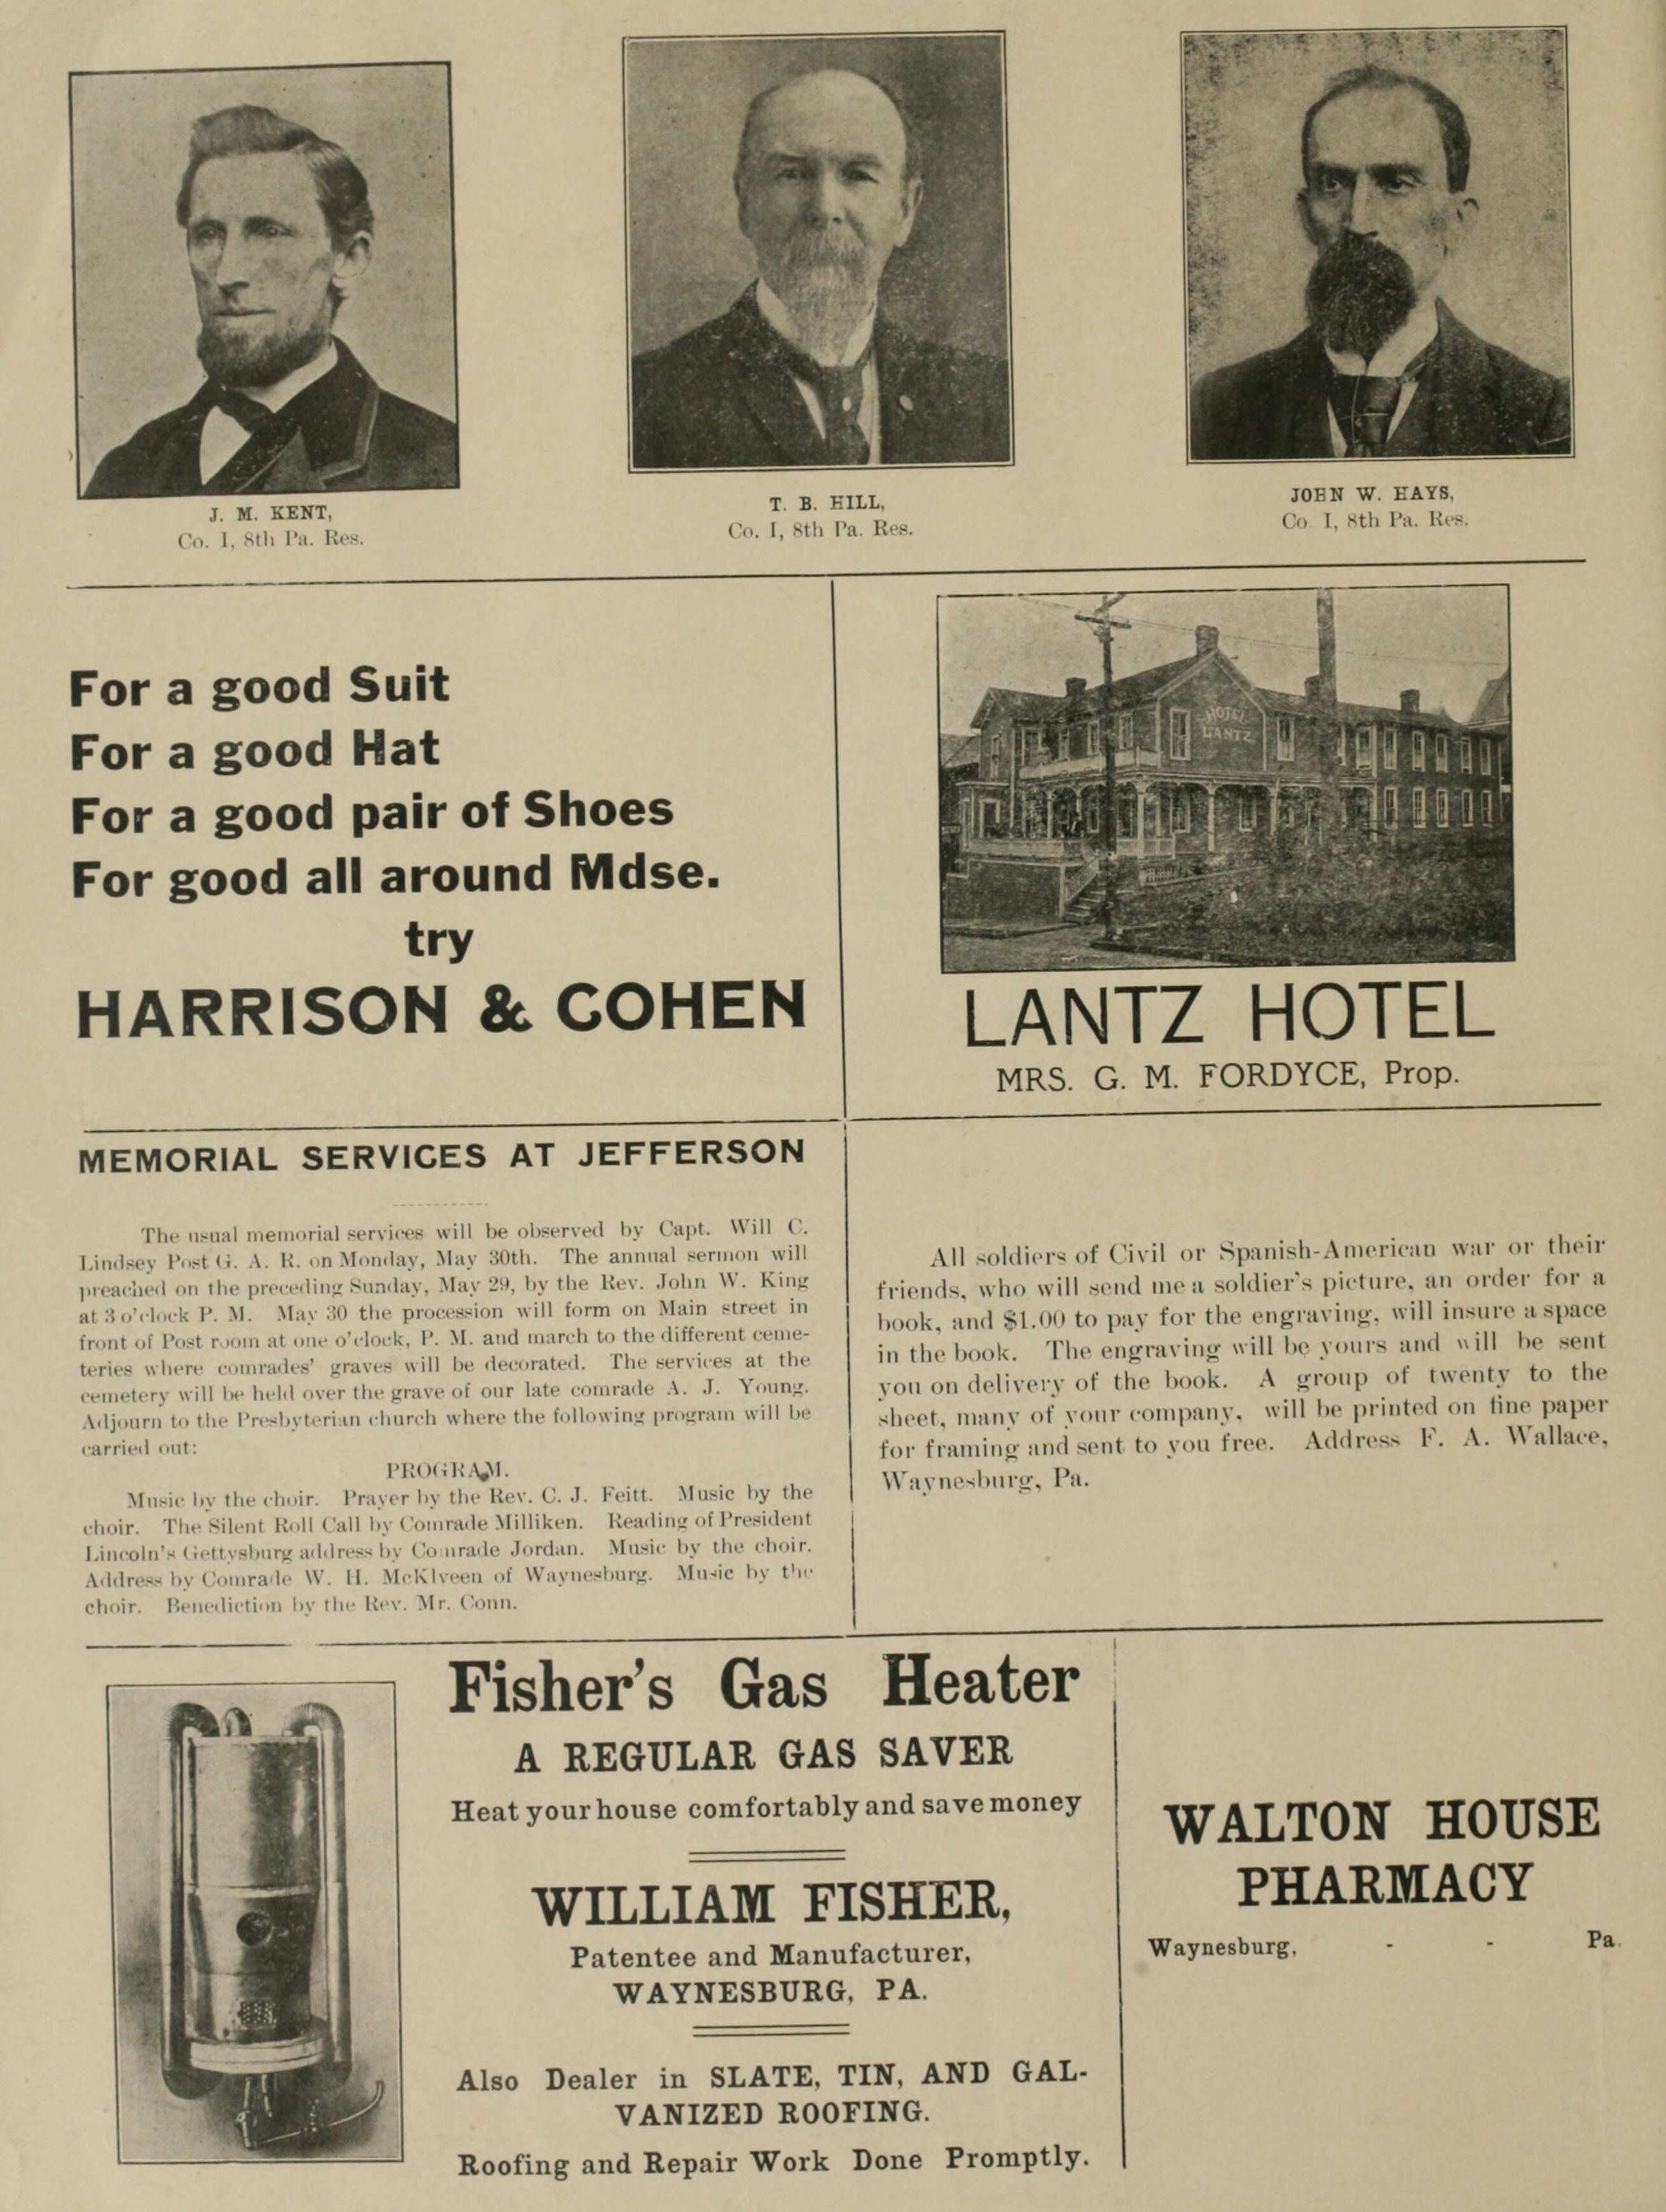 J. M. KENT,
Co. I, 8th Pa. Res.
T. B. HILL,
Co. I, 8th Pa. Res.
JOHN W. HAYS,
Co. I, 8th Pa. Res.
For a good Suit
For a good Hat
For a good pair of Shoes
For good all around Mdse.
try
HARRISON & COHEN
HOTEL
LANTZ
LANTZ HOTEL
MRS. G. M. FORDYCE, Prop.
MEMORIAL SERVICES AT JEFFERSON
The usual memorial services will be observed by Capt. Will C.
Lindsey Post G. A. R. on Monday, May 30th. The annual sermon will
preached on the preceding Sunday, May 29, by the Rev. John W. King
at 3 o'clock P. M. May 30 the procession will form on Main street in
front of Post room at one o'clock, P. M. and march to the different ceme-
teries where comrades' graves will be decorated. The services at the
cemetery will be held over the grave of our late comrade A. J. Young.
Adjourn to the Presbyterian church where the following program will be
carried out:
PROGRAM.
Music by the choir. Prayer by the Rev. C. J. Feitt. Music by the
choir. The Silent Roll Call by Comrade Milliken. Reading of President
Lincoln's Gettysburg address by Comrade Jordan. Music by the choir.
Address by Comrade W. H. McKlveen of Waynesburg. Music by the
choir. Benediction by the Rev. Mr. Conn.
All soldiers of Civil or Spanish-American war or their
friends, who will send me a soldier's picture, an order for a
book, and $1.00 to pay for the engraving, will insure a space
in the book. The engraving will be yours and will be sent
you on delivery of the book. A group of twenty to the
sheet, many of your company, will be printed on fine paper
for framing and sent to you free. Address F. A. Wallace,
Waynesburg, Pa.
Fisher's Gas Heater
A REGULAR GAS SAVER
Heat your house comfortably and save money
WILLIAM FISHER,
Patentee and Manufacturer,
WAYNESBURG, PA.
Also Dealer in SLATE, TIN, AND GAL-
VANIZED ROOFING.
Roofing and Repair Work Done Promptly.
WALTON HOUSE
PHARMACY
Waynesburg, - - Pa.